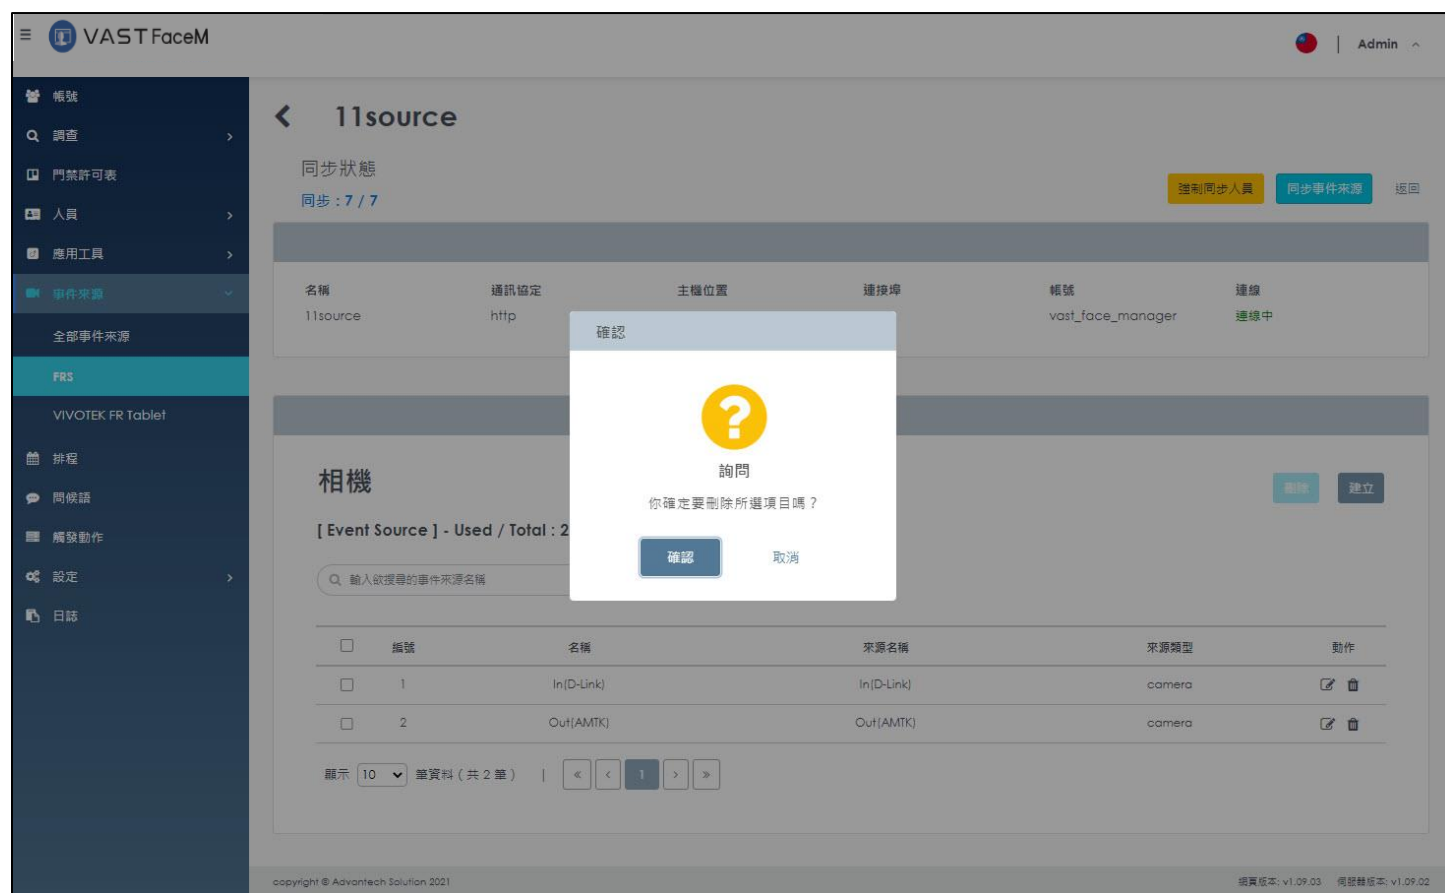 VAST FaceM
Admin
帳號
調查
門禁許可表
人員
應用工具
事件來源
全部事件來源
FRS
VIVOTEK FR Tablet
排程
問候語
觸發動作
設定
日誌
11source
同步狀態
同步 : 7 / 7
強制同步人員 同步事件來源 返回
名稱 通訊協定 主機位置 連接埠 帳號 連線
11source http vast_face_manager 連線中
確認
詢問
你確定要刪除所選項目嗎？
確認 取消
相機
刪除 建立
[ Event Source ] - Used / Total : 2
輸入欲搜尋的事件來源名稱
編號 名稱 來源名稱 來源類型 動作
1 In(D-Link) In(D-Link) camera
2 Out(AMTK) Out(AMTK) camera
顯示 10 筆資料 ( 共 2 筆 ) | « ‹ 1 › »
copyright © Advantech Solution 2021
網頁版本: v1.09.03 伺服器版本: v1.09.02